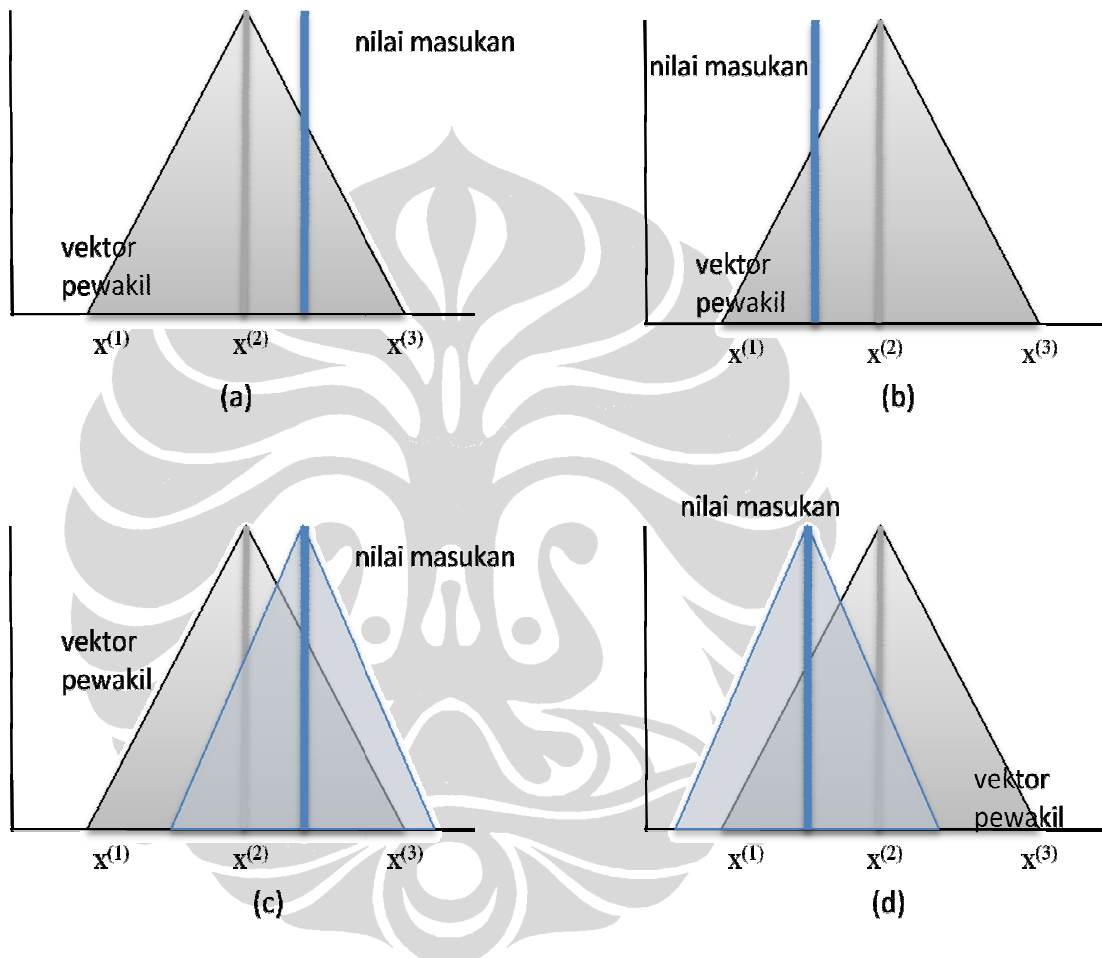 nilai masukan
vektor
pewakil
x(1) x(2) x(3)
(a)
nilai masukan
vektor
pewakil
x(1) x(2) x(3)
(b)
nilai masukan
vektor
pewakil
x(1) x(2) x(3)
(c)
nilai masukan
vektor
pewakil
x(1) x(2) x(3)
(d)